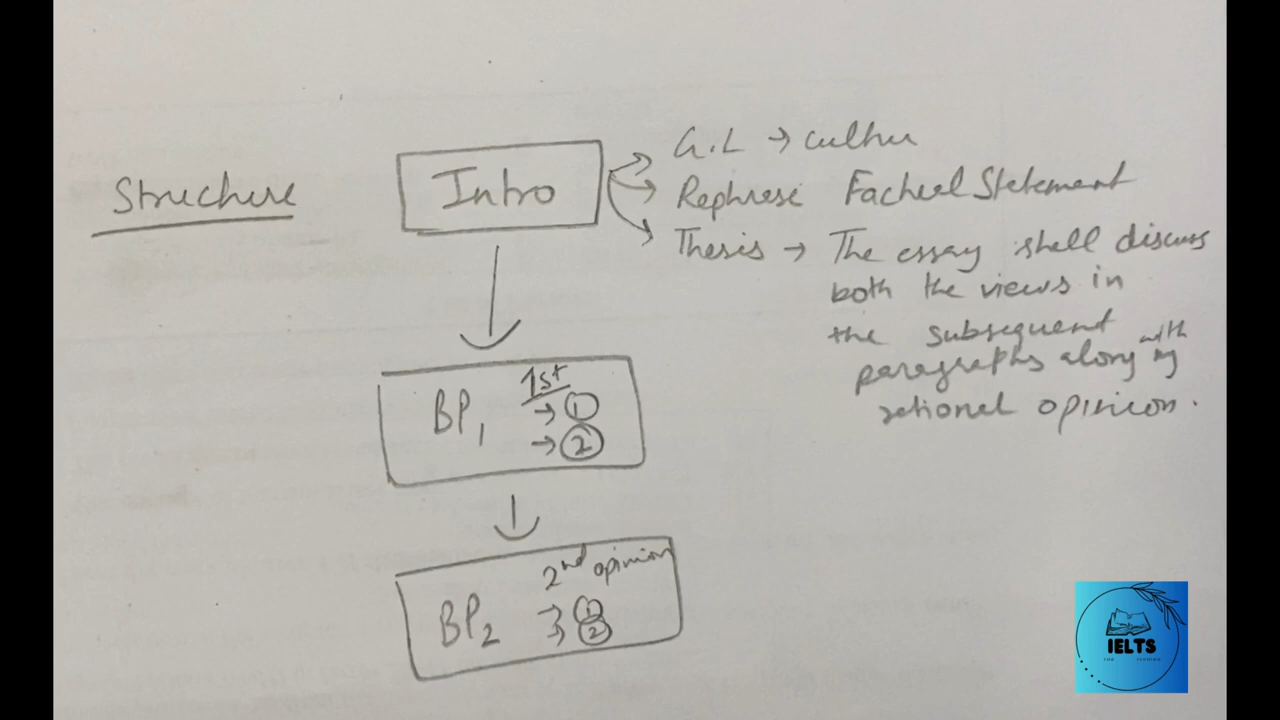 Structure
Intro
G.L → culture
Rephrase Factual Statement
Thesis → The essay shall discuss
both the views in
the subsequent
paragraphs along with my
rational opinion.
BP1 1st
→ ①
→ ②
BP2 2nd opinion
→ ①
→ ②
IELTS